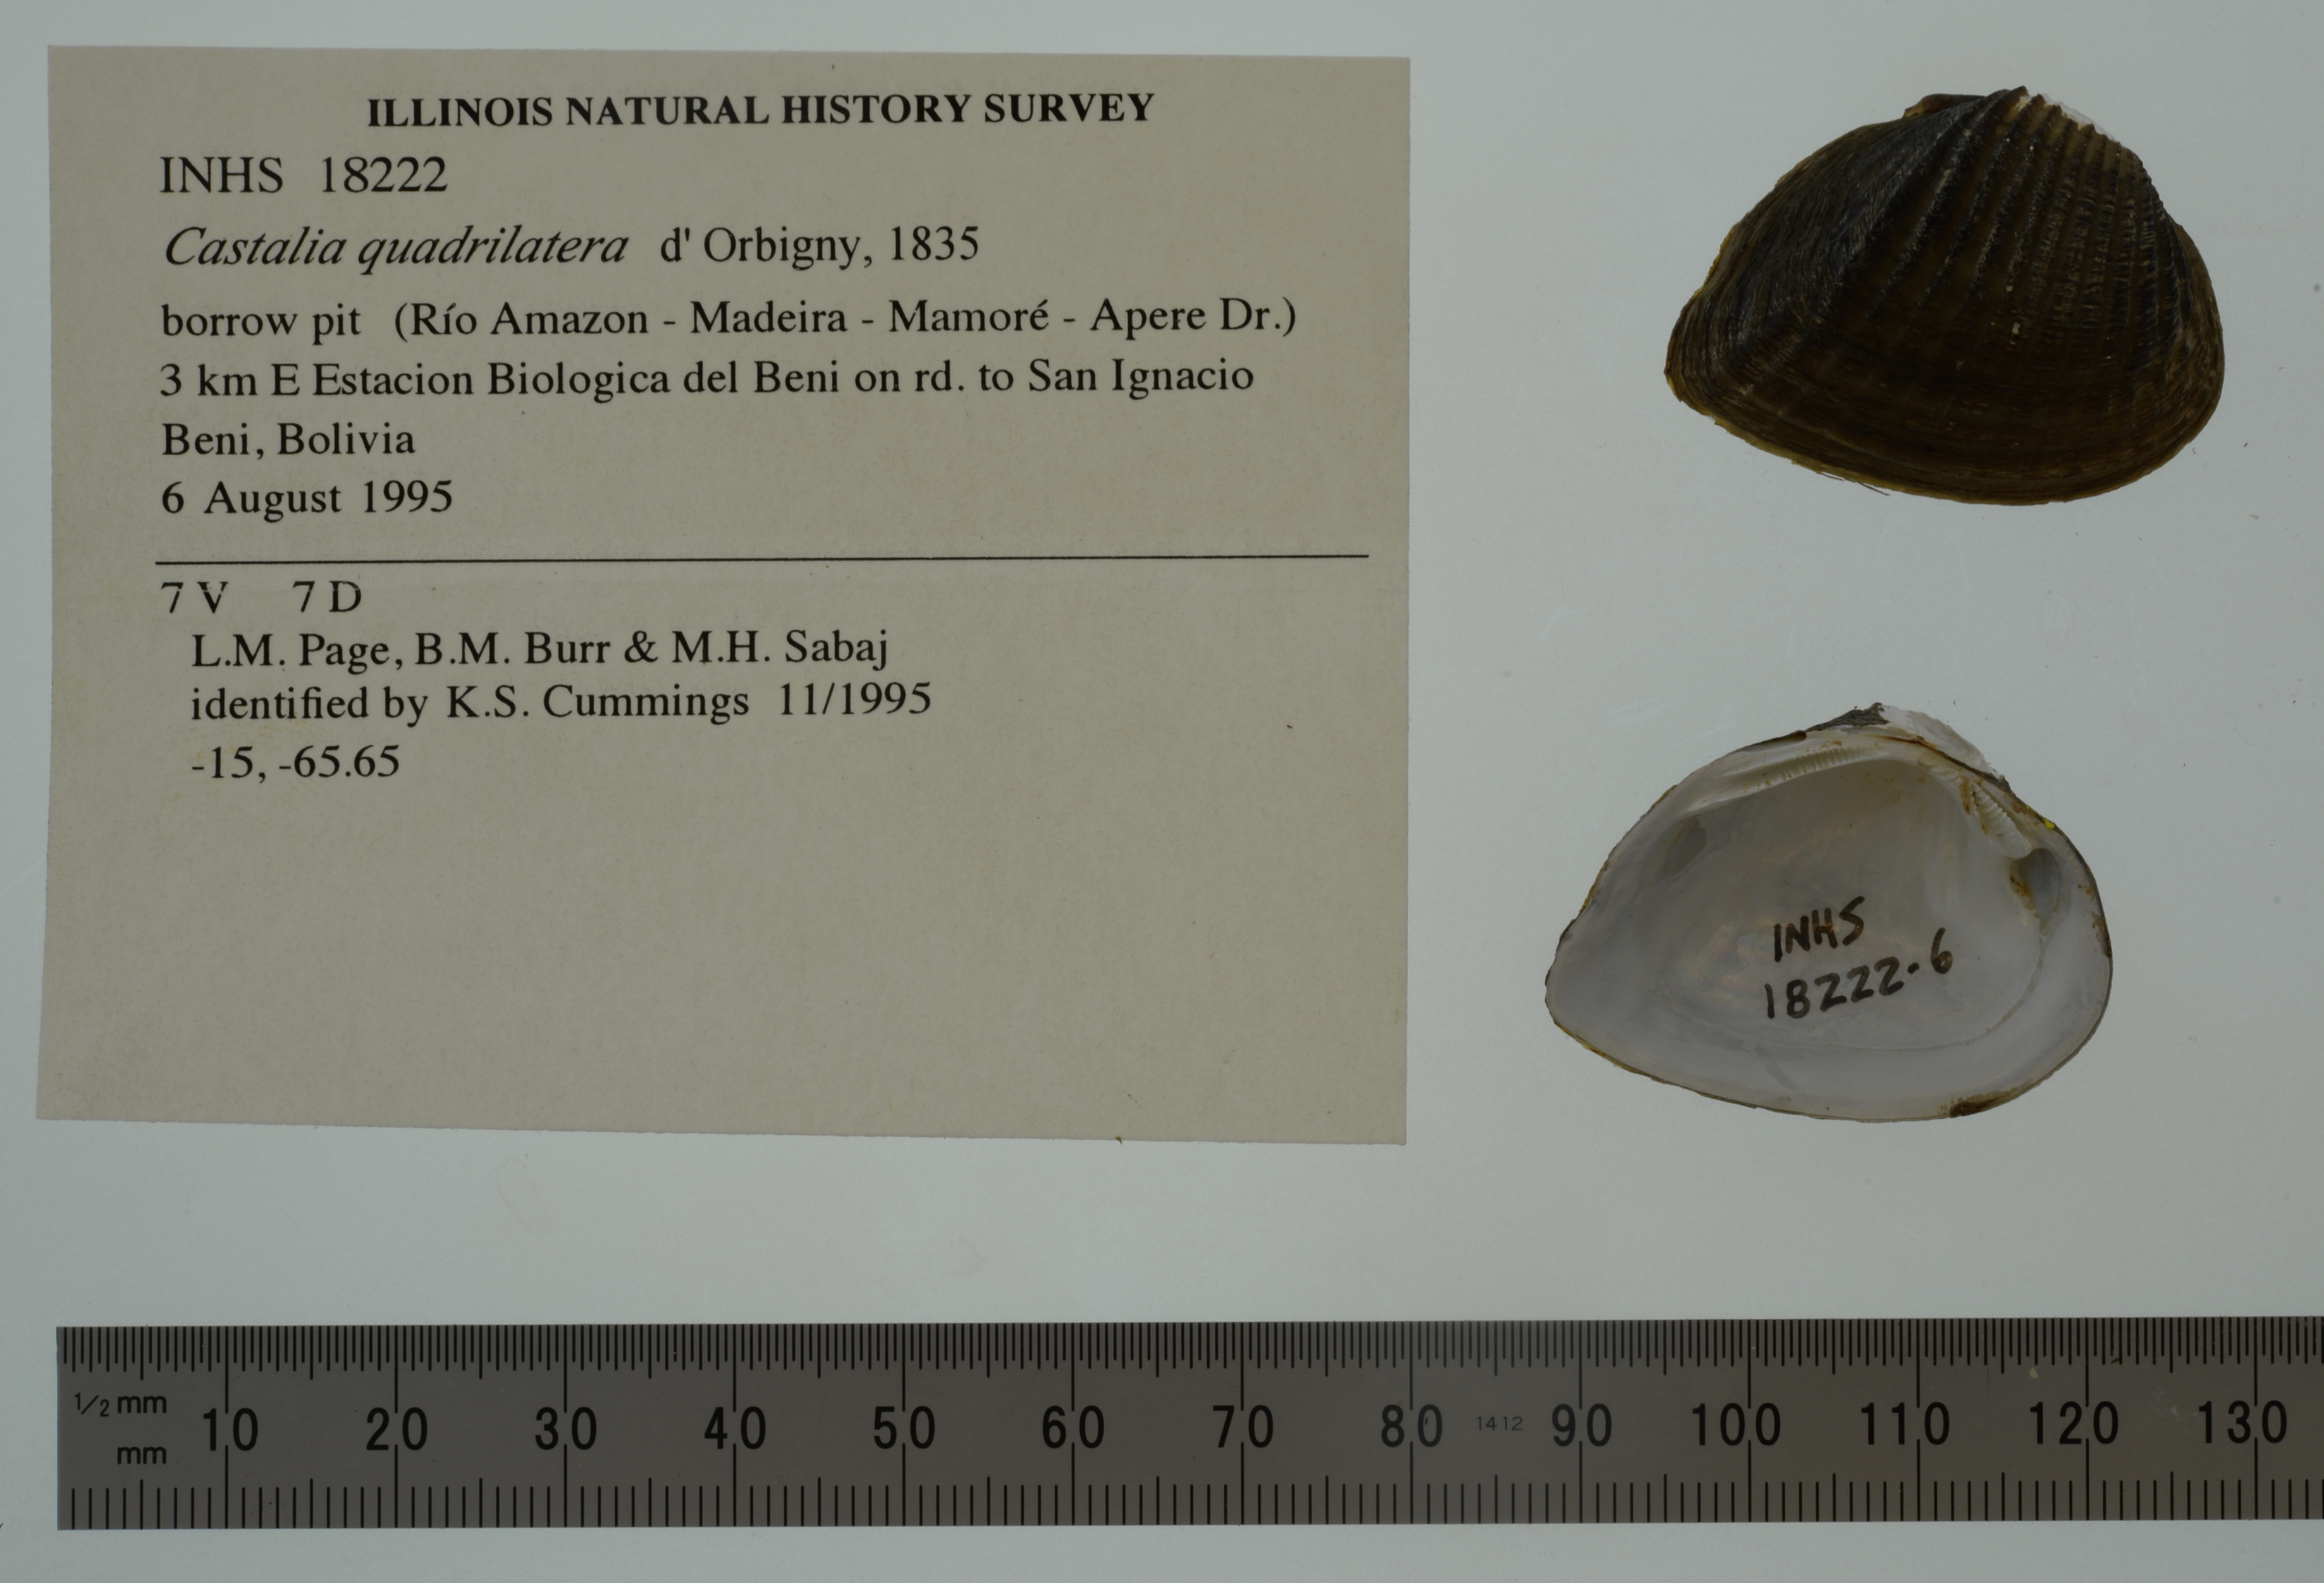 ILLINOIS NATURAL HISTORY SURVEY
INHS 18222
Castalia quadrilatera d' Orbigny, 1835
borrow pit (Río Amazon - Madeira - Mamoré - Apere Dr.)
3 km E Estacion Biologica del Beni on rd. to San Ignacio
Beni, Bolivia
6 August 1995
7 V 7 D
L.M. Page, B.M. Burr & M.H. Sabaj
identified by K.S. Cummings 11/1995
-15, -65.65
INHS
18222-6
1/2 mm
10 20 30 40 50 60 70 80 1412 90 100 110 120 130
mm